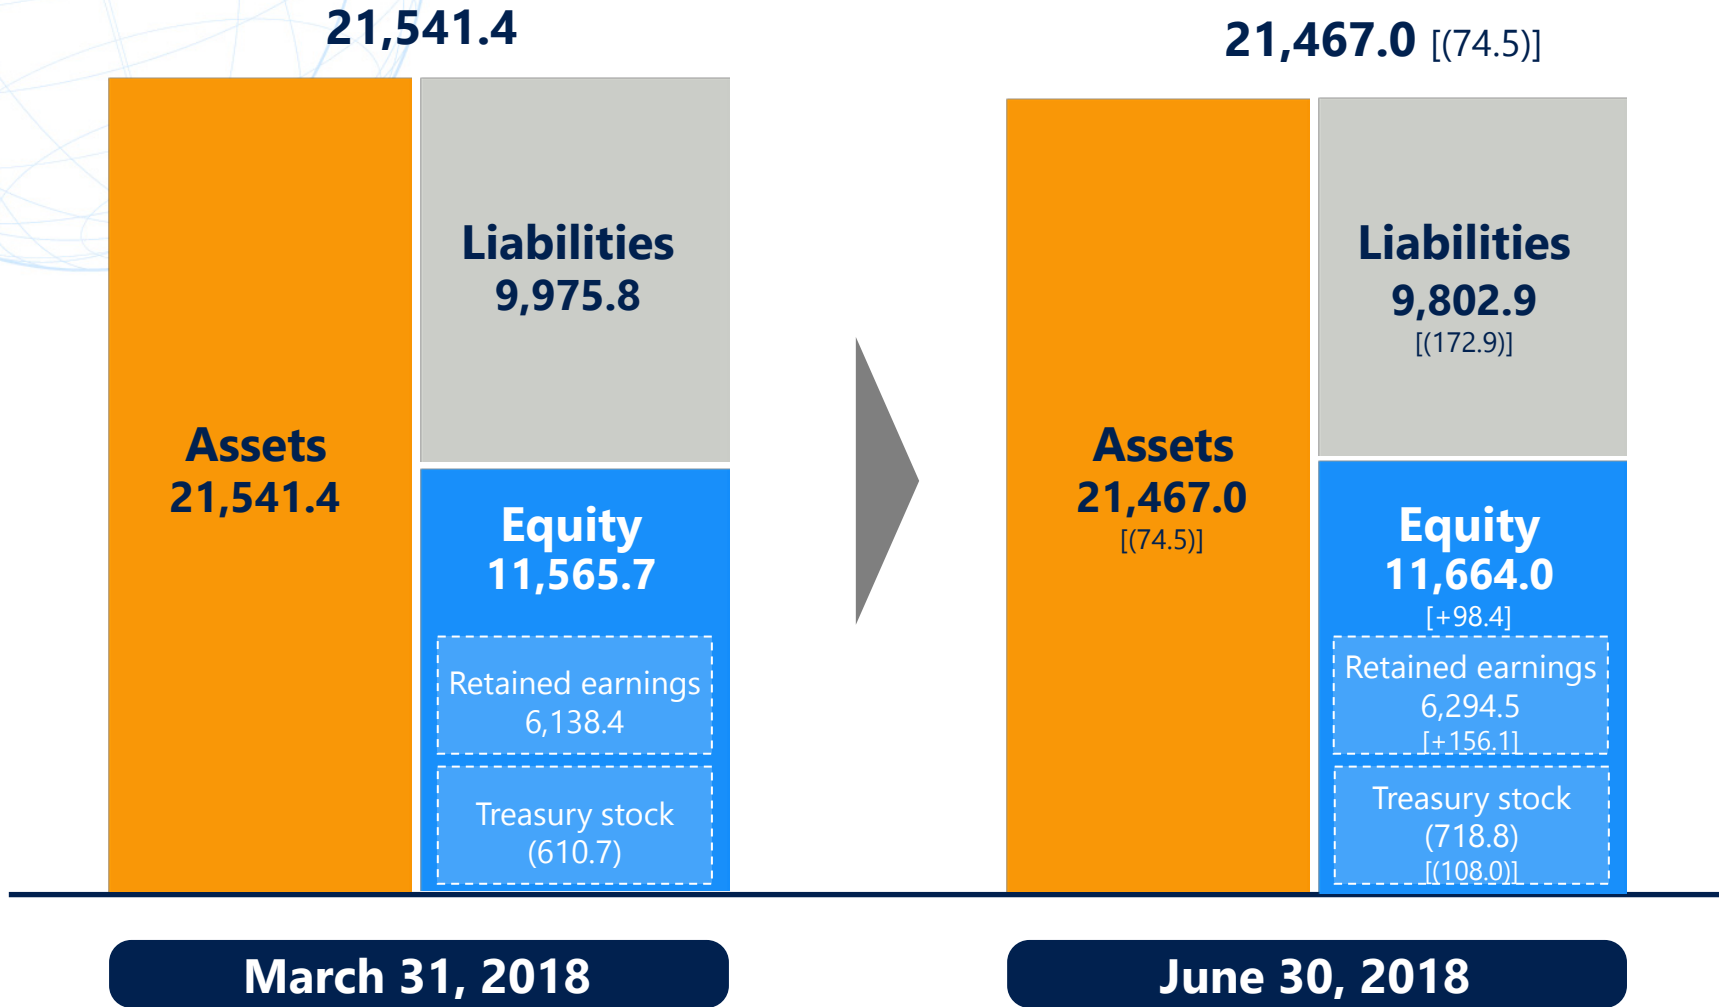 21,541.4
Assets
21,541.4
Liabilities
9,975.8
Equity
11,565.7
Retained earnings
6,138.4
Treasury stock
(610.7)
March 31, 2018
21,467.0 [(74.5)]
Assets
21,467.0
[(74.5)]
Liabilities
9,802.9
[(172.9)]
Equity
11,664.0
[+98.4]
Retained earnings
6,294.5
[+156.1]
Treasury stock
(718.8)
[(108.0)]
June 30, 2018